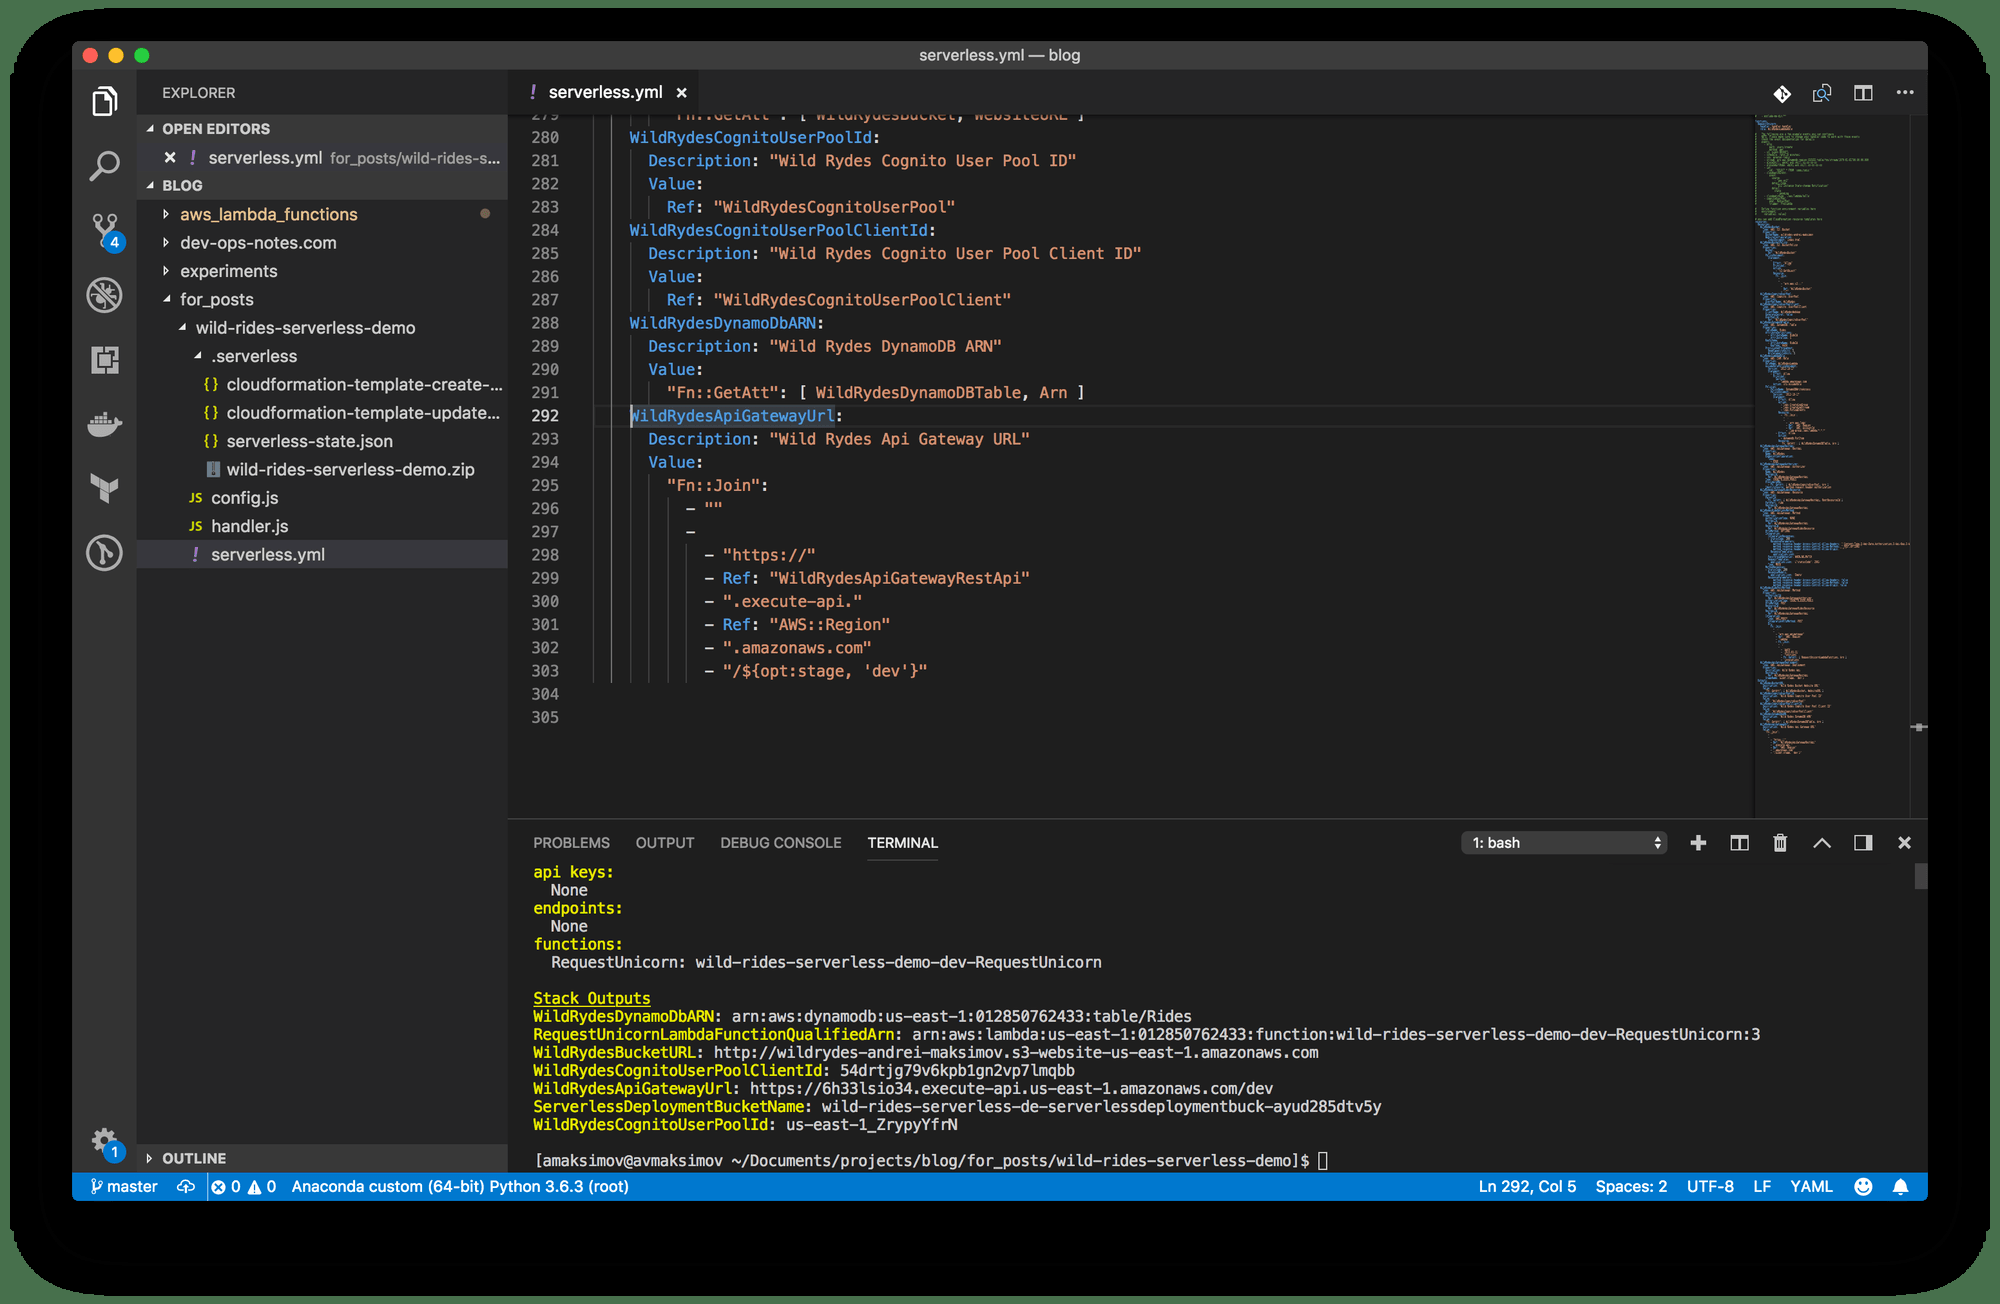 serverless.yml — blog
EXPLORER
OPEN EDITORS
serverless.yml for_posts/wild-rides-s...
BLOG
aws_lambda_functions
dev-ops-notes.com
experiments
for_posts
wild-rides-serverless-demo
.serverless
{} cloudformation-template-create-...
{} cloudformation-template-update...
{} serverless-state.json
wild-rides-serverless-demo.zip
JS config.js
JS handler.js
! serverless.yml
OUTLINE
4
1
! serverless.yml
279 "Fn::GetAtt": [ WildRydesBucket, WebsiteURL ]
280 WildRydesCognitoUserPoolId:
281 Description: "Wild Rydes Cognito User Pool ID"
282 Value:
283 Ref: "WildRydesCognitoUserPool"
284 WildRydesCognitoUserPoolClientId:
285 Description: "Wild Rydes Cognito User Pool Client ID"
286 Value:
287 Ref: "WildRydesCognitoUserPoolClient"
288 WildRydesDynamoDbARN:
289 Description: "Wild Rydes DynamoDB ARN"
290 Value:
291 "Fn::GetAtt": [ WildRydesDynamoDBTable, Arn ]
292 WildRydesApiGatewayUrl:
293 Description: "Wild Rydes Api Gateway URL"
294 Value:
295 "Fn::Join":
296 - ""
297 -
298 - "https://"
299 - Ref: "WildRydesApiGatewayRestApi"
300 - ".execute-api."
301 - Ref: "AWS::Region"
302 - ".amazonaws.com"
303 - "/${opt:stage, 'dev'}"
304
305
PROBLEMS OUTPUT DEBUG CONSOLE TERMINAL 1: bash
api keys:
None
endpoints:
None
functions:
RequestUnicorn: wild-rides-serverless-demo-dev-RequestUnicorn
Stack Outputs
WildRydesDynamoDbARN: arn:aws:dynamodb:us-east-1:012850762433:table/Rides
RequestUnicornLambdaFunctionQualifiedArn: arn:aws:lambda:us-east-1:012850762433:function:wild-rides-serverless-demo-dev-RequestUnicorn:3
WildRydesBucketURL: http://wildrydes-andrei-maksimov.s3-website-us-east-1.amazonaws.com
WildRydesCognitoUserPoolClientId: 54drtjg79v6kpb1gn2vp7lmqbb
WildRydesApiGatewayUrl: https://6h33lsio34.execute-api.us-east-1.amazonaws.com/dev
ServerlessDeploymentBucketName: wild-rides-serverless-de-serverlessdeploymentbuck-ayud285dtv5y
WildRydesCognitoUserPoolId: us-east-1_ZrypyYfrN
[amaksimov@avmaksimov ~/Documents/projects/blog/for_posts/wild-rides-serverless-demo]$
master 0 0 Anaconda custom (64-bit) Python 3.6.3 (root) Ln 292, Col 5 Spaces: 2 UTF-8 LF YAML